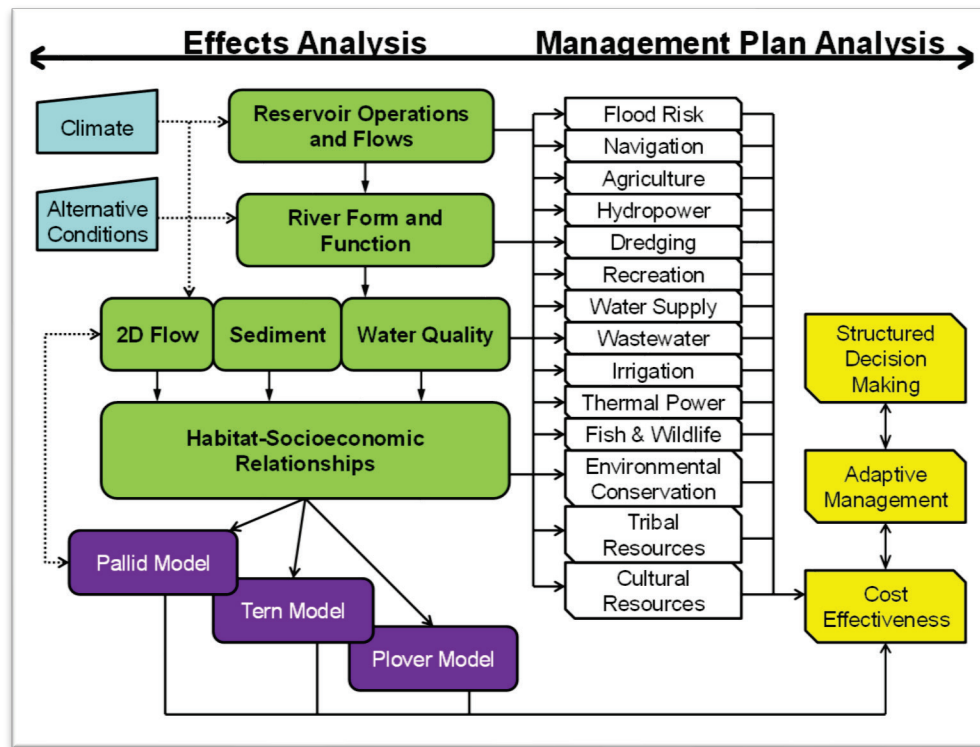 Effects Analysis
Management Plan Analysis
Climate
Reservoir Operations
and Flows
Alternative
Conditions
River Form and
Function
2D Flow
Sediment
Water Quality
Habitat-Socioeconomic
Relationships
Pallid Model
Tern Model
Plover Model
Flood Risk
Navigation
Agriculture
Hydropower
Dredging
Recreation
Water Supply
Wastewater
Irrigation
Thermal Power
Fish & Wildlife
Environmental
Conservation
Tribal
Resources
Cultural
Resources
Structured
Decision
Making
Adaptive
Management
Cost
Effectiveness